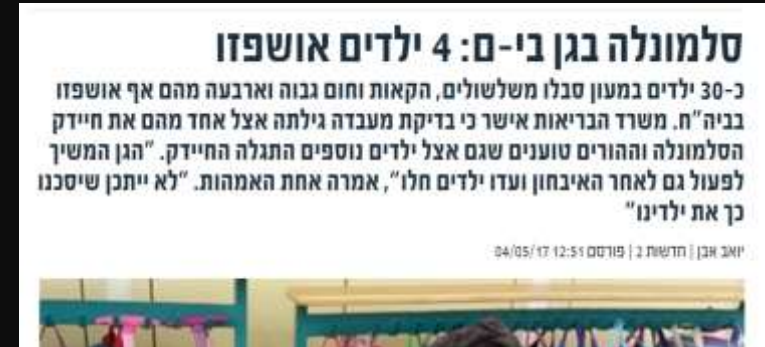 סלמונלה בגן בי-ם: 4 ילדים אושפזו
כ-30 ילדים במעון סבלו משלשולים, הקאות וחום גבוה וארבעה מהם אף אושפזו
בביה"ח. משרד הבריאות אישר כי בדיקת מעבדה גילתה אצל אחד מהם את חיידק
הסלמונלה וההורים טוענים שגם אצל ילדים נוספים התגלה החיידק. "הגן המשיך
לפעול גם לאחר האיבחון ועדו ילדים חלו", אמרה אחת האמהות. "לא ייתכן שיסכנו
כך את ילדינו"
יואב אבן | חדשות 2 | פורסם 12:51 04/05/17